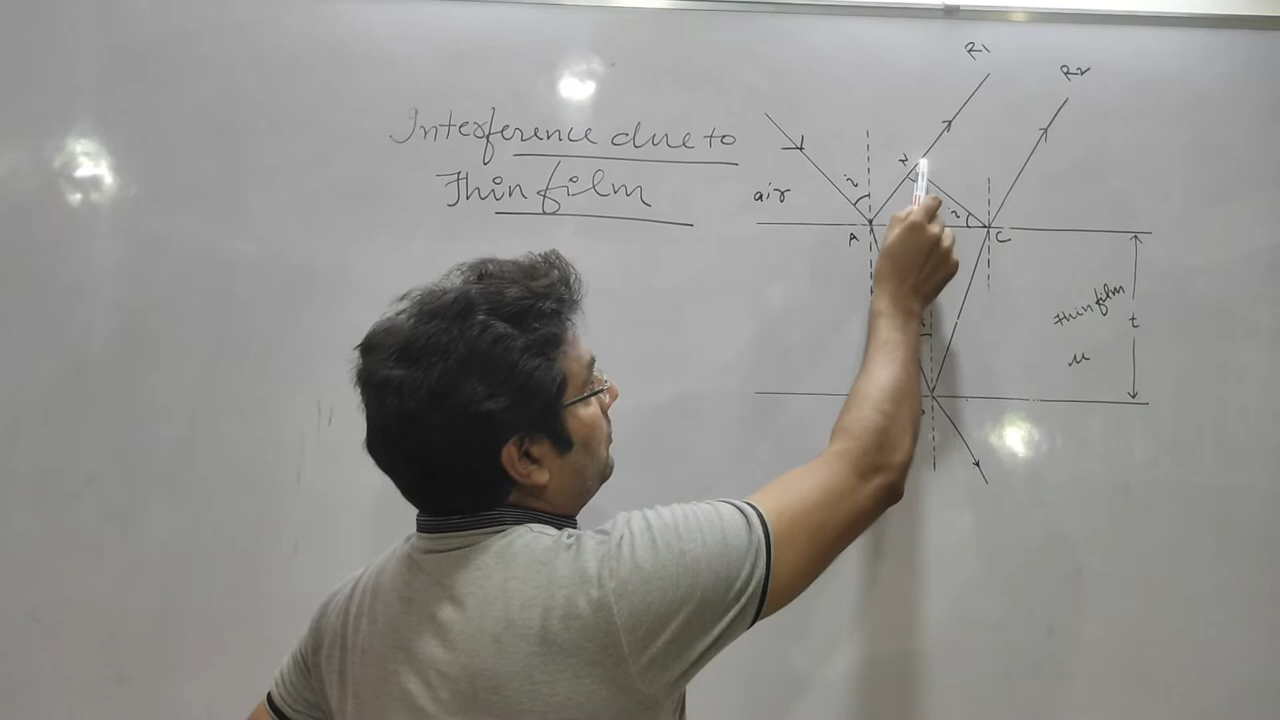 Interference due to
Thin film
R1
R2
N
i
air
i
A
C
r
Thin film
t
μ